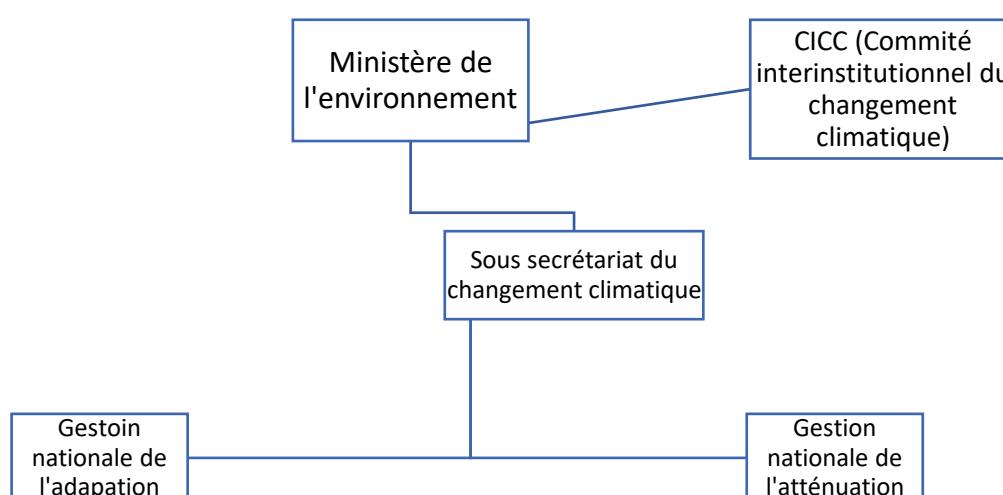 Ministère de
l'environnement
CICC (Commité
interinstitutionnel du
changement
climatique)
Sous secrétariat du
changement climatique
Gestoin
nationale de
l'adapation
Gestion
nationale de
l'atténuation